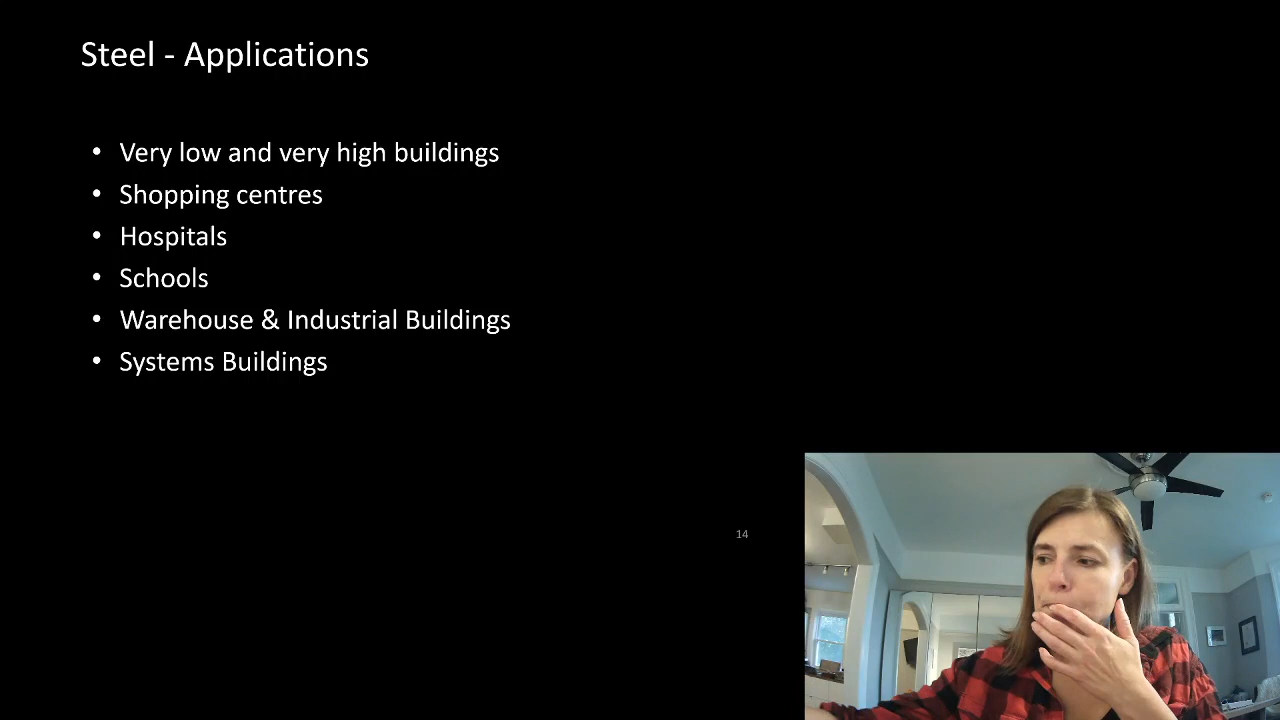 Steel - Applications
• Very low and very high buildings
• Shopping centres
• Hospitals
• Schools
• Warehouse & Industrial Buildings
• Systems Buildings
14